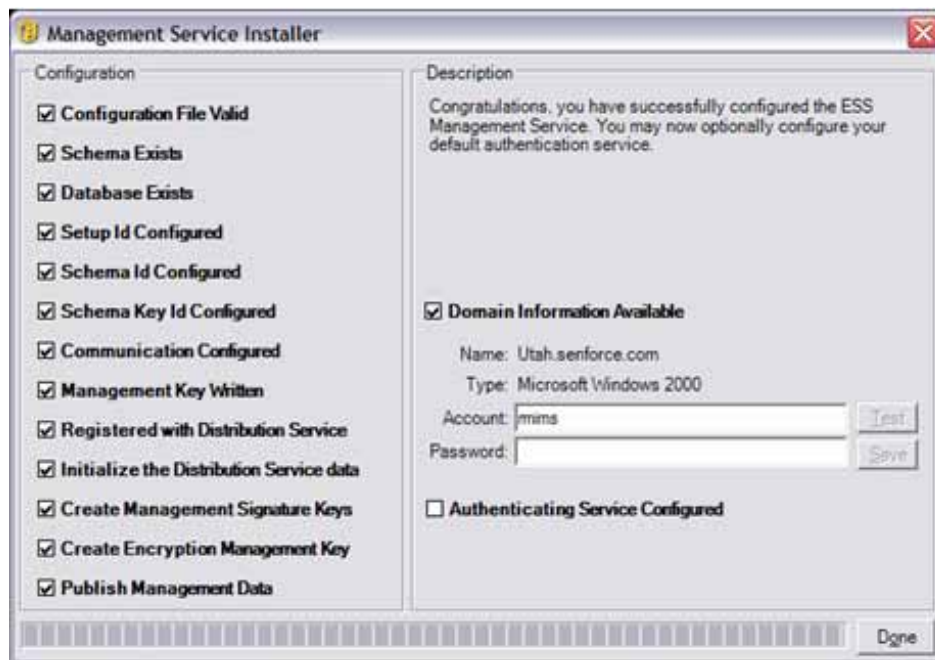 Management Service Installer
Configuration
Configuration File Valid
Schema Exists
Database Exists
Setup Id Configured
Schema Id Configured
Schema Key Id Configured
Communication Configured
Management Key Written
Registered with Distribution Service
Initialize the Distribution Service data
Create Management Signature Keys
Create Encryption Management Key
Publish Management Data
Description
Congratulations, you have successfully configured the ESS
Management Service. You may now optionally configure your
default authentication service.
Domain Information Available
Name: Utah.senforce.com
Type: Microsoft Windows 2000
Account: rmims
Test
Password:
Save
Authenticating Service Configured
Done